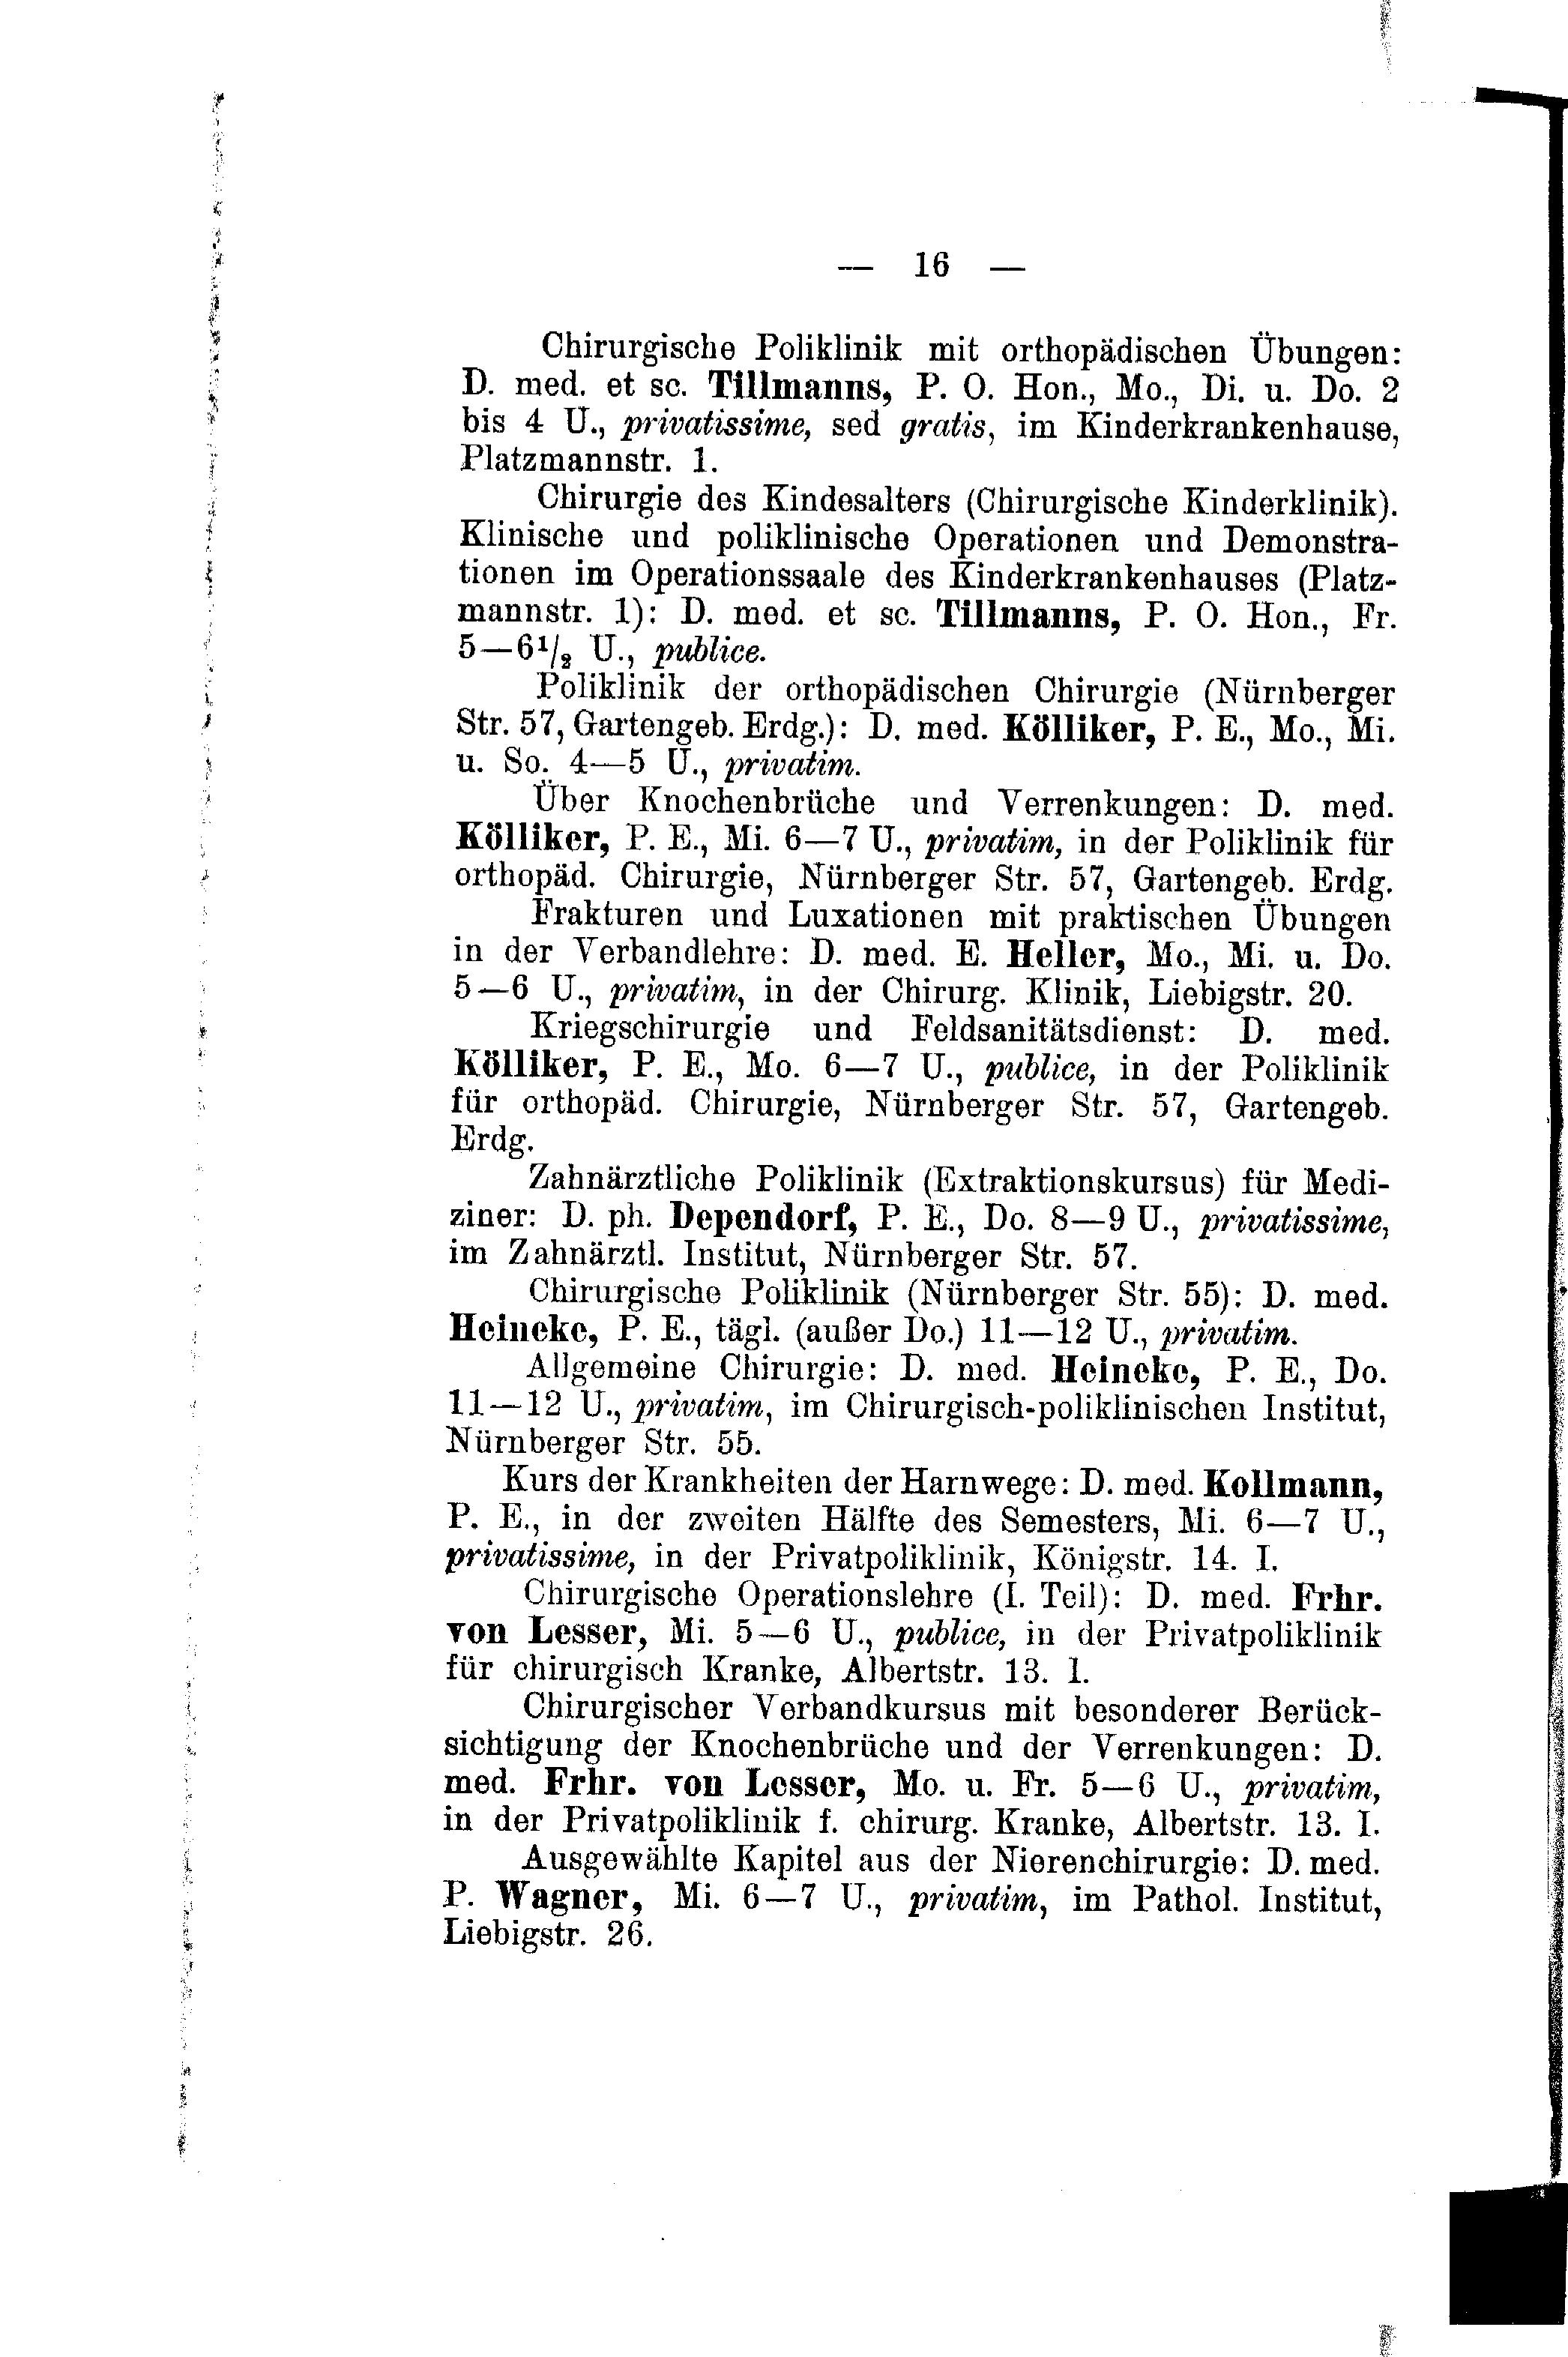 — 16 —
Chirurgische Poliklinik mit orthopädischen Übungen:
D. med. et sc. Tillmanns, P. O. Hon., Mo., Di. u. Do. 2
bis 4 U., privatissime, sed gratis, im Kinderkrankenhause,
Platzmannstr. 1.
Chirurgie des Kindesalters (Chirurgische Kinderklinik).
Klinische und poliklinische Operationen und Demonstra-
tionen im Operationssaale des Kinderkrankenhauses (Platz-
mannstr. 1): D. med. et sc. Tillmanns, P. O. Hon., Fr.
5—6¹/₂ U., publice.
Poliklinik der orthopädischen Chirurgie (Nürnberger
Str. 57, Gartengeb. Erdg.): D. med. Kölliker, P. E., Mo., Mi.
u. So. 4—5 U., privatim.
Über Knochenbrüche und Verrenkungen: D. med.
Kölliker, P. E., Mi. 6—7 U., privatim, in der Poliklinik für
orthopäd. Chirurgie, Nürnberger Str. 57, Gartengeb. Erdg.
Frakturen und Luxationen mit praktischen Übungen
in der Verbandlehre: D. med. E. Heller, Mo., Mi. u. Do.
5—6 U., privatim, in der Chirurg. Klinik, Liebigstr. 20.
Kriegschirurgie und Feldsanitätsdienst: D. med.
Kölliker, P. E., Mo. 6—7 U., publice, in der Poliklinik
für orthopäd. Chirurgie, Nürnberger Str. 57, Gartengeb.
Erdg.
Zahnärztliche Poliklinik (Extraktionskursus) für Medi-
ziner: D. ph. Dependorf, P. E., Do. 8—9 U., privatissime,
im Zahnärztl. Institut, Nürnberger Str. 57.
Chirurgische Poliklinik (Nürnberger Str. 55): D. med.
Heineke, P. E., tägl. (außer Do.) 11—12 U., privatim.
Allgemeine Chirurgie: D. med. Heineke, P. E., Do.
11—12 U., privatim, im Chirurgisch-poliklinischen Institut,
Nürnberger Str. 55.
Kurs der Krankheiten der Harnwege: D. med. Kollmann,
P. E., in der zweiten Hälfte des Semesters, Mi. 6—7 U.,
privatissime, in der Privatpoliklinik, Königstr. 14. I.
Chirurgische Operationslehre (I. Teil): D. med. Frhr.
von Lesser, Mi. 5—6 U., publice, in der Privatpoliklinik
für chirurgisch Kranke, Albertstr. 13. I.
Chirurgischer Verbandkursus mit besonderer Berück-
sichtigung der Knochenbrüche und der Verrenkungen: D.
med. Frhr. von Lesser, Mo. u. Fr. 5—6 U., privatim,
in der Privatpoliklinik f. chirurg. Kranke, Albertstr. 13. I.
Ausgewählte Kapitel aus der Nierenchirurgie: D. med.
P. Wagner, Mi. 6—7 U., privatim, im Pathol. Institut,
Liebigstr. 26.